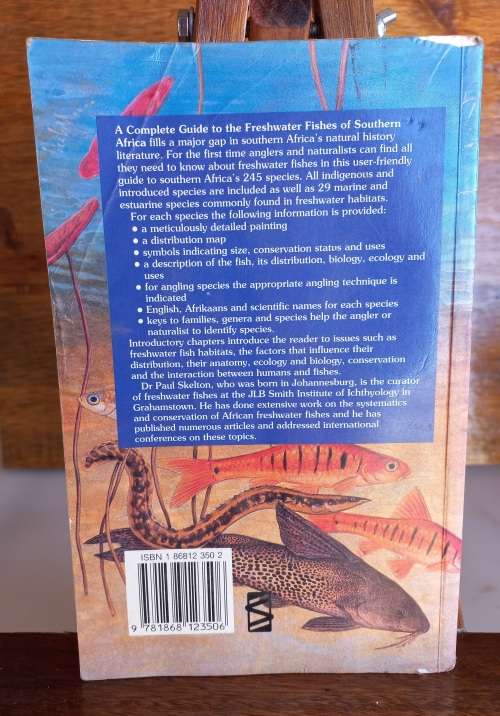 A Complete Guide to the Freshwater Fishes of Southern
Africa fills a major gap in southern Africa's natural history
literature. For the first time anglers and naturalists can find all
they need to know about freshwater fishes in this user-friendly
guide to southern Africa's 245 species. All indigenous and
introduced species are included as well as 29 marine and
estuarine species commonly found in freshwater habitats.
For each species the following information is provided:
● a meticulously detailed painting
● a distribution map
● symbols indicating size, conservation status and uses
● a description of the fish, its distribution, biology, ecology and
uses
● for angling species the appropriate angling technique is
indicated
● English, Afrikaans and scientific names for each species
● keys to families, genera and species help the angler or
naturalist to identify species.
Introductory chapters introduce the reader to issues such as
freshwater fish habitats, the factors that influence their
distribution, their anatomy, ecology and biology, conservation
and the interaction between humans and fishes.
Dr Paul Skelton, who was born in Johannesburg, is the curator
of freshwater fishes at the JLB Smith Institute of Ichthyology in
Grahamstown. He has done extensive work on the systematics
and conservation of African freshwater fishes and he has
published numerous articles and addressed international
conferences on these topics.
ISBN 1 86812 350 2
9 781868 123506